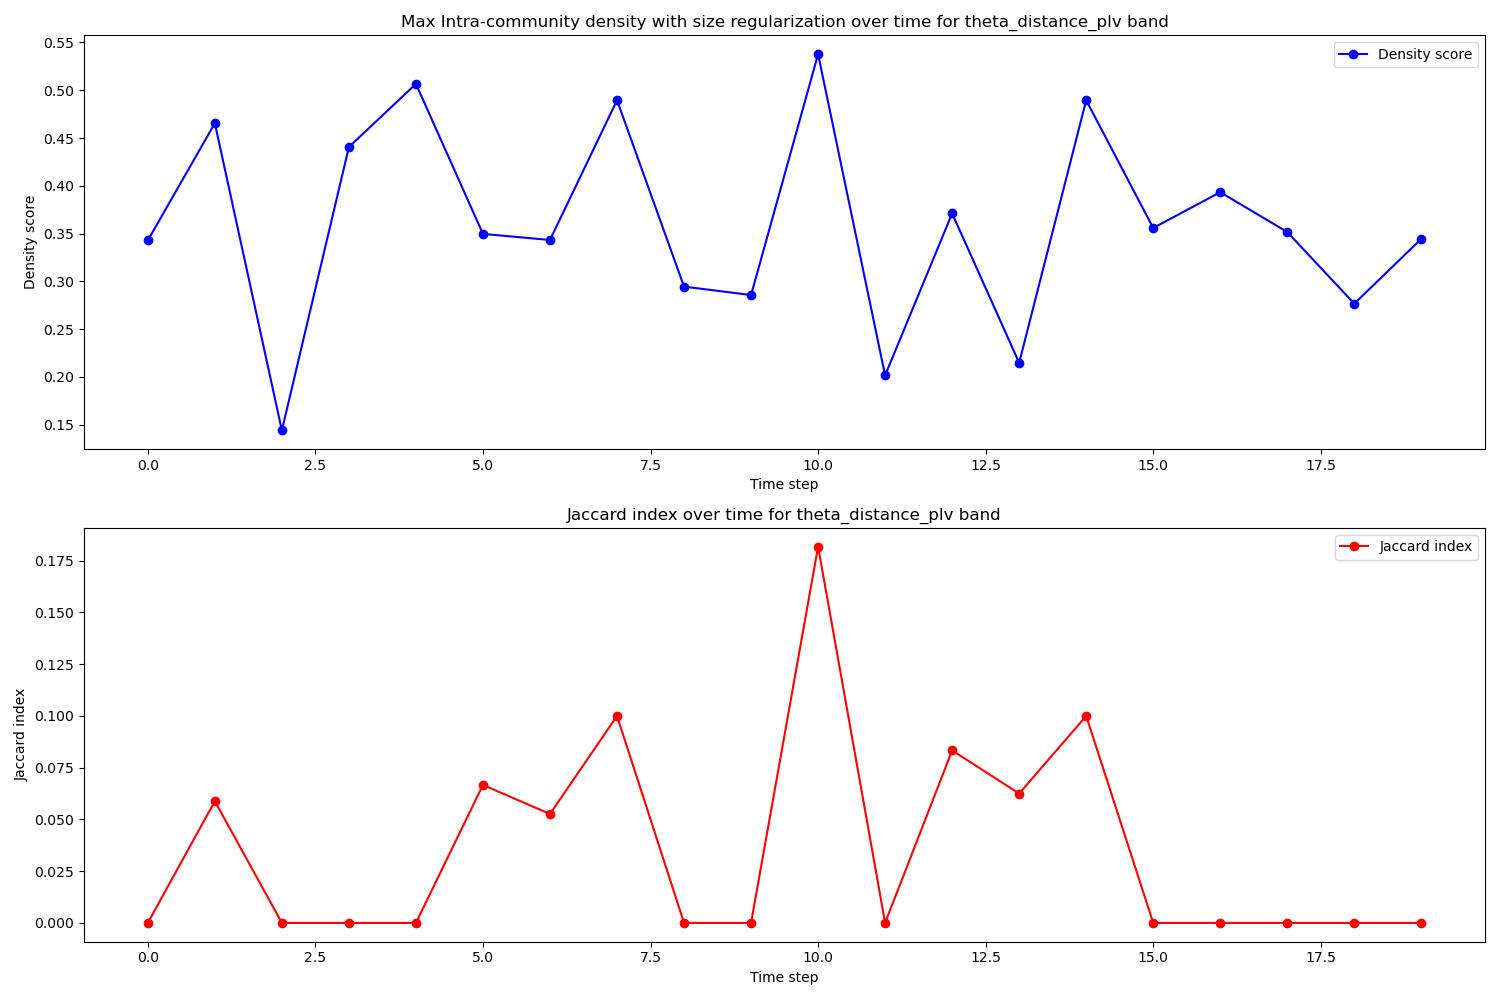 Max Intra-community density with size regularization over time for theta_distance_plv band
Density score
0.55
0.50
0.45
0.40
0.35
0.30
0.25
0.20
0.15
Density score
0.0 2.5 5.0 7.5 10.0 12.5 15.0 17.5
Time step
Jaccard index over time for theta_distance_plv band
Jaccard index
0.175
0.150
0.125
0.100
0.075
0.050
0.025
0.000
Jaccard index
0.0 2.5 5.0 7.5 10.0 12.5 15.0 17.5
Time step